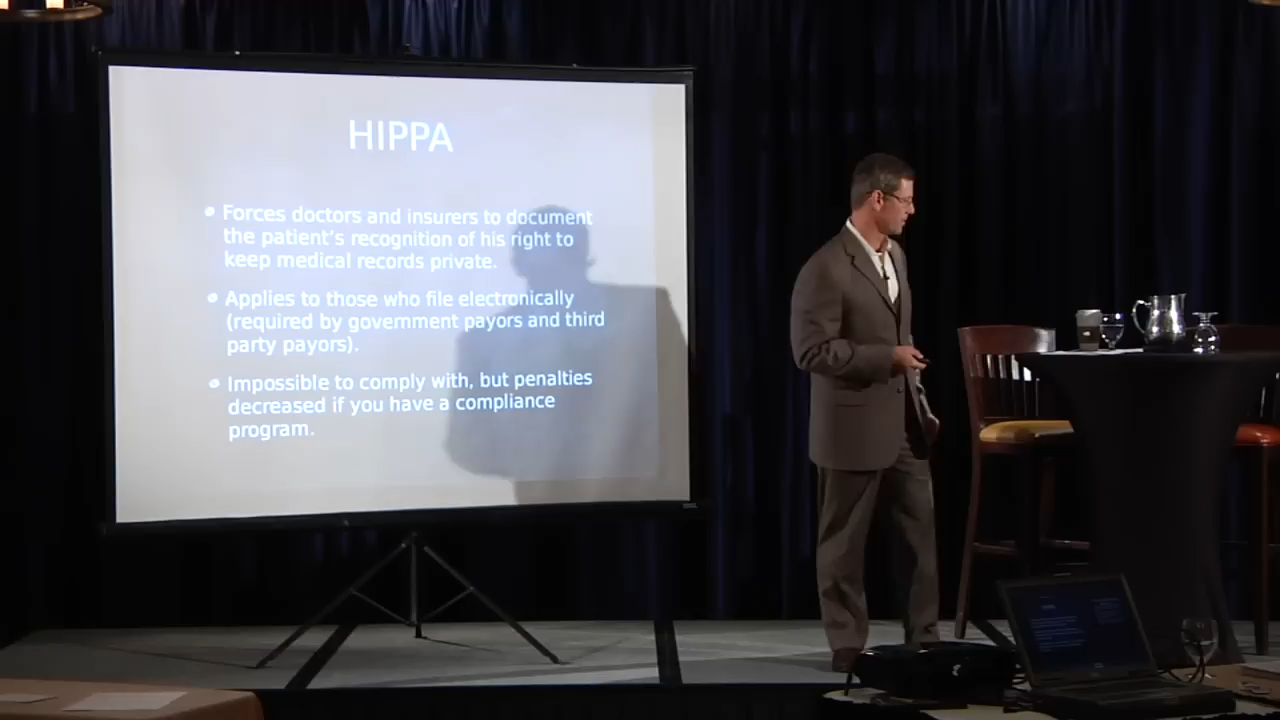 HIPPA
• Forces doctors and insurers to document
the patient's recognition of his right to
keep medical records private.
• Applies to those who file electronically
(required by government payors and third
party payors).
• Impossible to comply with, but penalties
decreased if you have a compliance
program.